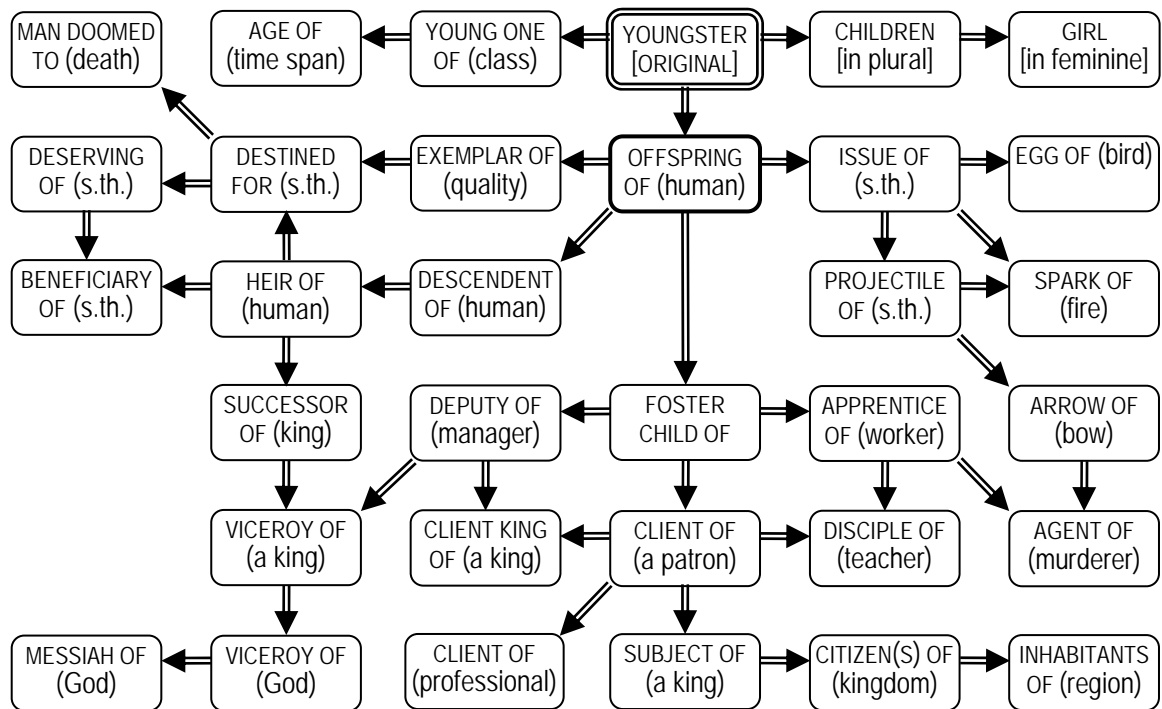 MAN DOOMED
TO (death)
AGE OF
(time span)
YOUNG ONE
OF (class)
YOUNGSTER
[ORIGINAL]
CHILDREN
[in plural]
GIRL
[in feminine]
DESERVING
OF (s.th.)
DESTINED
FOR (s.th.)
EXEMPLAR OF
(quality)
OFFSPRING
OF (human)
ISSUE OF
(s.th.)
EGG OF (bird)
BENEFICIARY
OF (s.th.)
HEIR OF
(human)
DESCENDENT
OF (human)
PROJECTILE
OF (s.th.)
SPARK OF
(fire)
SUCCESSOR
OF (king)
DEPUTY OF
(manager)
FOSTER
CHILD OF
APPRENTICE
OF (worker)
ARROW OF
(bow)
VICEROY OF
(a king)
CLIENT KING
OF (a king)
CLIENT OF
(a patron)
DISCIPLE OF
(teacher)
AGENT OF
(murderer)
MESSIAH OF
(God)
VICEROY OF
(God)
CLIENT OF
(professional)
SUBJECT OF
(a king)
CITIZEN(S) OF
(kingdom)
INHABITANTS
OF (region)